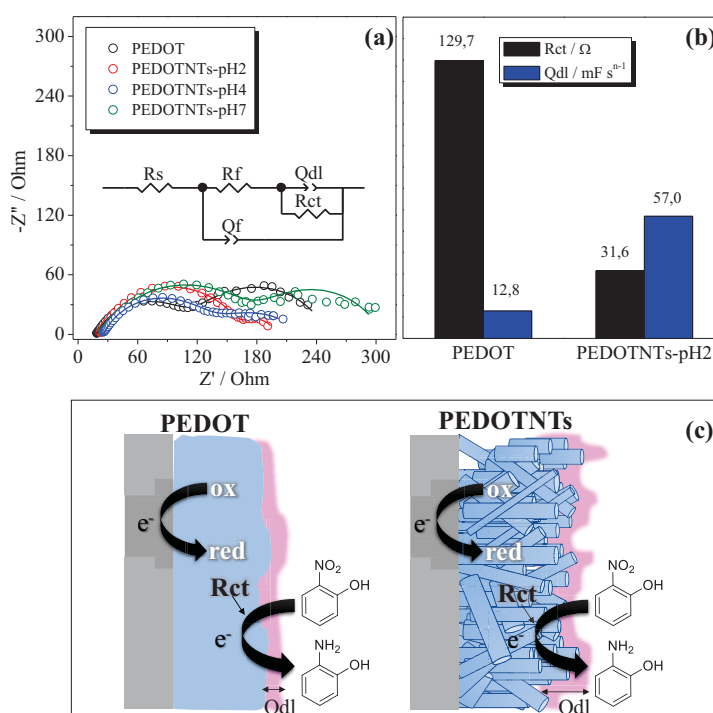 (a)
PEDOT
PEDOTNTs-pH2
PEDOTNTs-pH4
PEDOTNTs-pH7
-Z" / Ohm
300
240
180
120
60
0
Rs
Rf
Qdl
Rct
Qf
0 60 120 180 240 300
Z' / Ohm
(b)
Rct / Ω
Qdl / mF s^n-1
129,7
12,8
31,6
57,0
PEDOT PEDOTNTs-pH2
(c)
PEDOT
ox
e-
red
Rct
e-
NO2
OH
NH2
OH
Qdl
PEDOTNTs
ox
e-
red
Rct
e-
NO2
OH
NH2
OH
Qdl